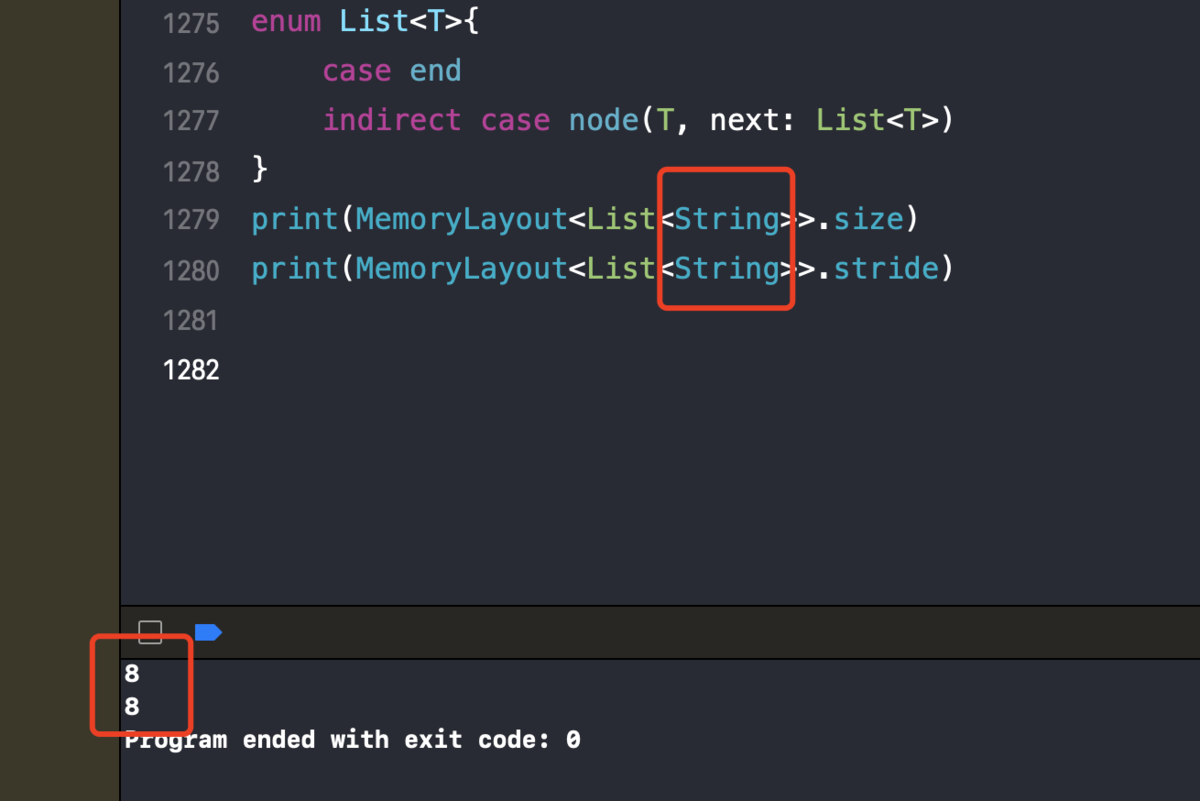 1275 enum List<T>{
1276     case end
1277     indirect case node(T, next: List<T>)
1278 }
1279 print(MemoryLayout<List<String>>.size)
1280 print(MemoryLayout<List<String>>.stride)
1281
1282
8
8
Program ended with exit code: 0